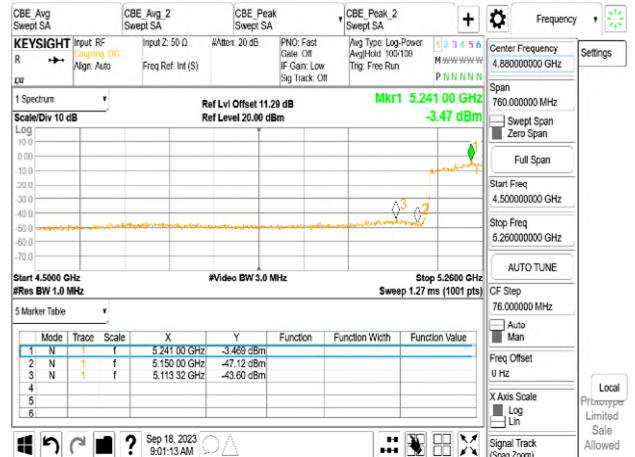 CBE_Avg
Swept SA
CBE_Avg_2
Swept SA
CBE_Peak
Swept SA
CBE_Peak_2
Swept SA
+
Frequency
Settings
KEYSIGHT
R
Input: RF
Coupling: DC
Align: Auto
Input Z: 50 Ω
Freq Ref: Int (S)
#Atten: 20 dB
PNO: Fast
Gate: Off
IF Gain: Low
Sig Track: Off
Avg Type: Log-Power
Avg|Hold: 100/100
Trig: Free Run
1 2 3 4 5 6
M W W W W W
P N N N N N
1 Spectrum
Scale/Div 10 dB
Ref Lvl Offset 11.29 dB
Ref Level 20.00 dBm
Mkr1 5.241 00 GHz
-3.47 dBm
Log
10.0
0.00
-10.0
-20.0
-30.0
-40.0
-50.0
-60.0
-70.0
1
3
2
Start 4.5000 GHz
#Res BW 1.0 MHz
#Video BW 3.0 MHz
Stop 5.2600 GHz
Sweep 1.27 ms (1001 pts)
5 Marker Table
Mode Trace Scale X Y Function Function Width Function Value
1 N 1 f 5.241 00 GHz -3.469 dBm
2 N 1 f 5.150 00 GHz -47.12 dBm
3 N 1 f 5.113 32 GHz -43.60 dBm
4
5
6
Sep 18, 2023
9:01:13 AM
?
Center Frequency
4.880000000 GHz
Span
760.000000 MHz
Swept Span
Zero Span
Full Span
Start Freq
4.500000000 GHz
Stop Freq
5.260000000 GHz
AUTO TUNE
CF Step
76.000000 MHz
Auto
Man
Freq Offset
0 Hz
X Axis Scale
Log
Lin
Signal Track
(Span Zoom)
Local
Prototype
Limited
Sale
Allowed